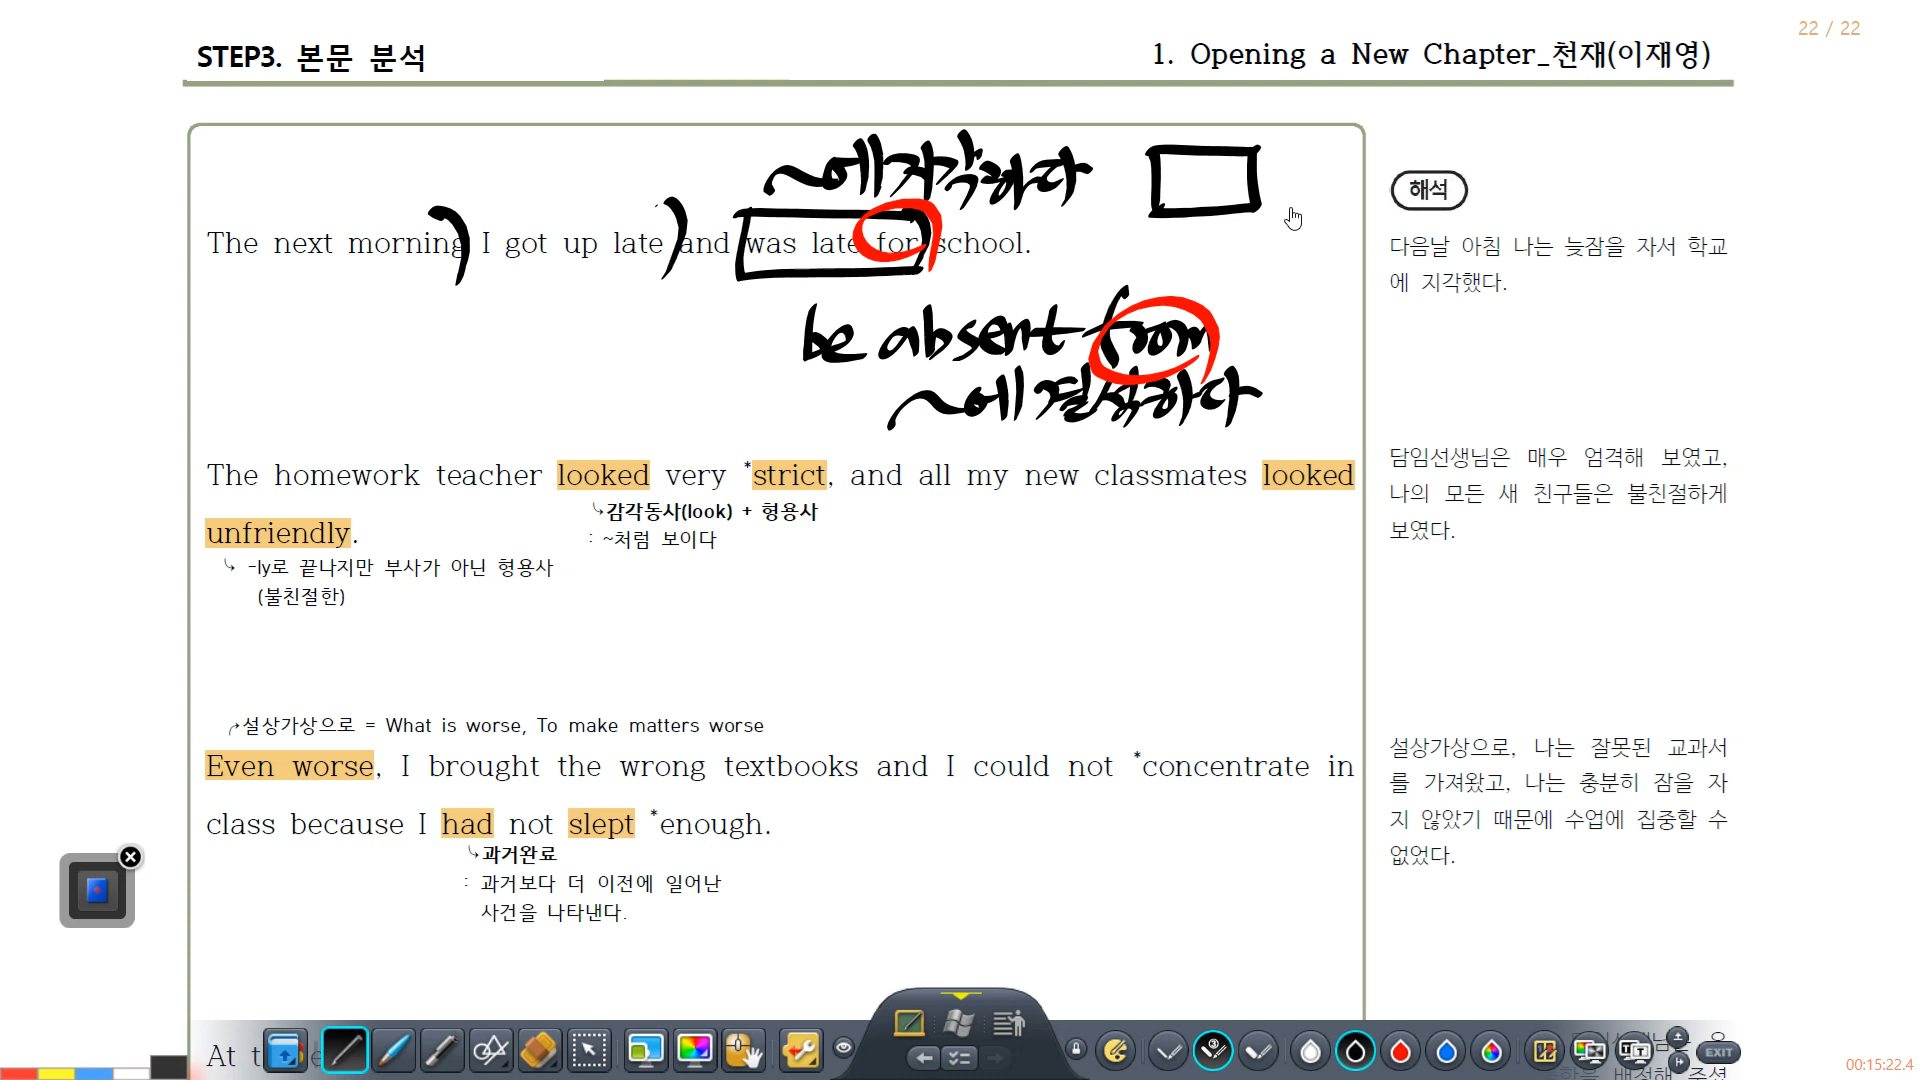 22 / 22
STEP3. 본문 분석
1. Opening a New Chapter_천재(이재영)
~에 지각하다
해석
The next morning I got up late and was late for school.
다음날 아침 나는 늦잠을 자서 학교
에 지각했다.
be absent from
~에 결석하다
The homework teacher looked very *strict, and all my new classmates looked
감각동사(look) + 형용사
unfriendly.
: ~처럼 보이다
-ly로 끝나지만 부사가 아닌 형용사
(불친절한)
담임선생님은 매우 엄격해 보였고,
나의 모든 새 친구들은 불친절하게
보였다.
설상가상으로 = What is worse, To make matters worse
Even worse, I brought the wrong textbooks and I could not *concentrate in
class because I had not slept *enough.
과거완료
: 과거보다 더 이전에 일어난
사건을 나타낸다.
설상가상으로, 나는 잘못된 교과서
를 가져왔고, 나는 충분히 잠을 자
지 않았기 때문에 수업에 집중할 수
없었다.
At
EXIT
00:15:22.4